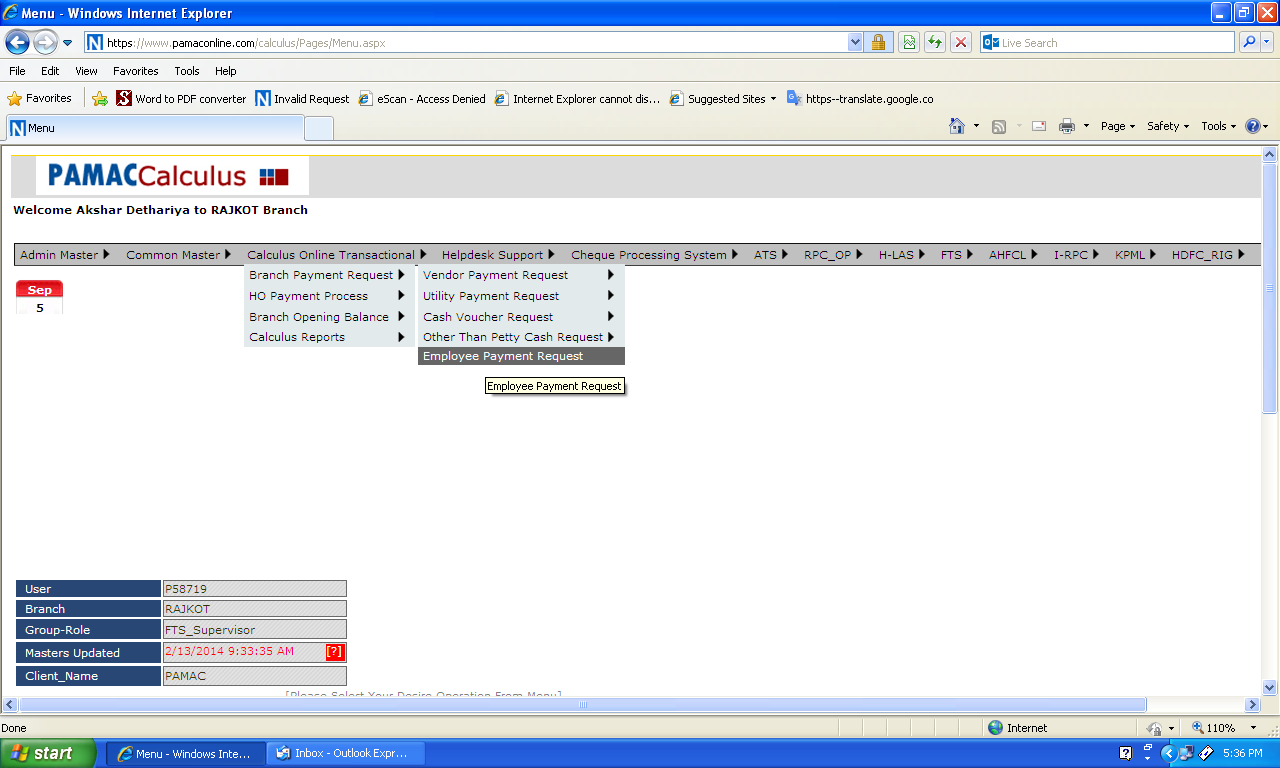 Menu - Windows Internet Explorer
https://www.pamaconline.com/calculus/Pages/Menu.aspx
Live Search
File Edit View Favorites Tools Help
Favorites Word to PDF converter Invalid Request eScan - Access Denied Internet Explorer cannot dis... Suggested Sites https--translate.google.co
Menu
Page Safety Tools
PAMACCalculus
Welcome Akshar Dethariya to RAJKOT Branch
Admin Master Common Master Calculus Online Transactional Helpdesk Support Cheque Processing System ATS RPC_OP H-LAS FTS AHFCL I-RPC KPML HDFC_RIG
Branch Payment Request Vendor Payment Request
HO Payment Process Utility Payment Request
Branch Opening Balance Cash Voucher Request
Calculus Reports Other Than Petty Cash Request
Employee Payment Request
Employee Payment Request
Sep
5
User P58719
Branch RAJKOT
Group-Role FTS_Supervisor
Masters Updated 2/13/2014 9:33:35 AM [?]
Client_Name PAMAC
[Please Select Your Desire Operation From Menu]
Done Internet 110%
start Menu - Windows Inte... Inbox - Outlook Expr... 5:36 PM